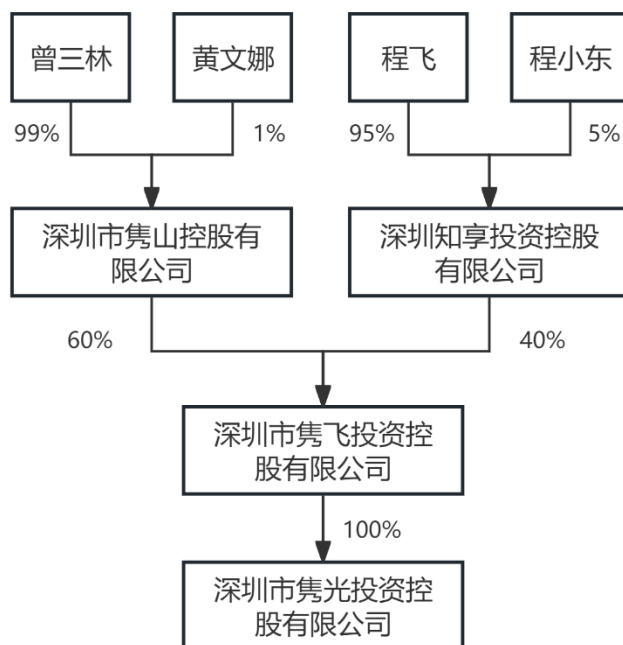 曾三林
黄文娜
程飞
程小东
99%
1%
95%
5%
深圳市隽山控股有
限公司
深圳知享投资控股
有限公司
60%
40%
深圳市隽飞投资控
股有限公司
100%
深圳市隽光投资控
股有限公司